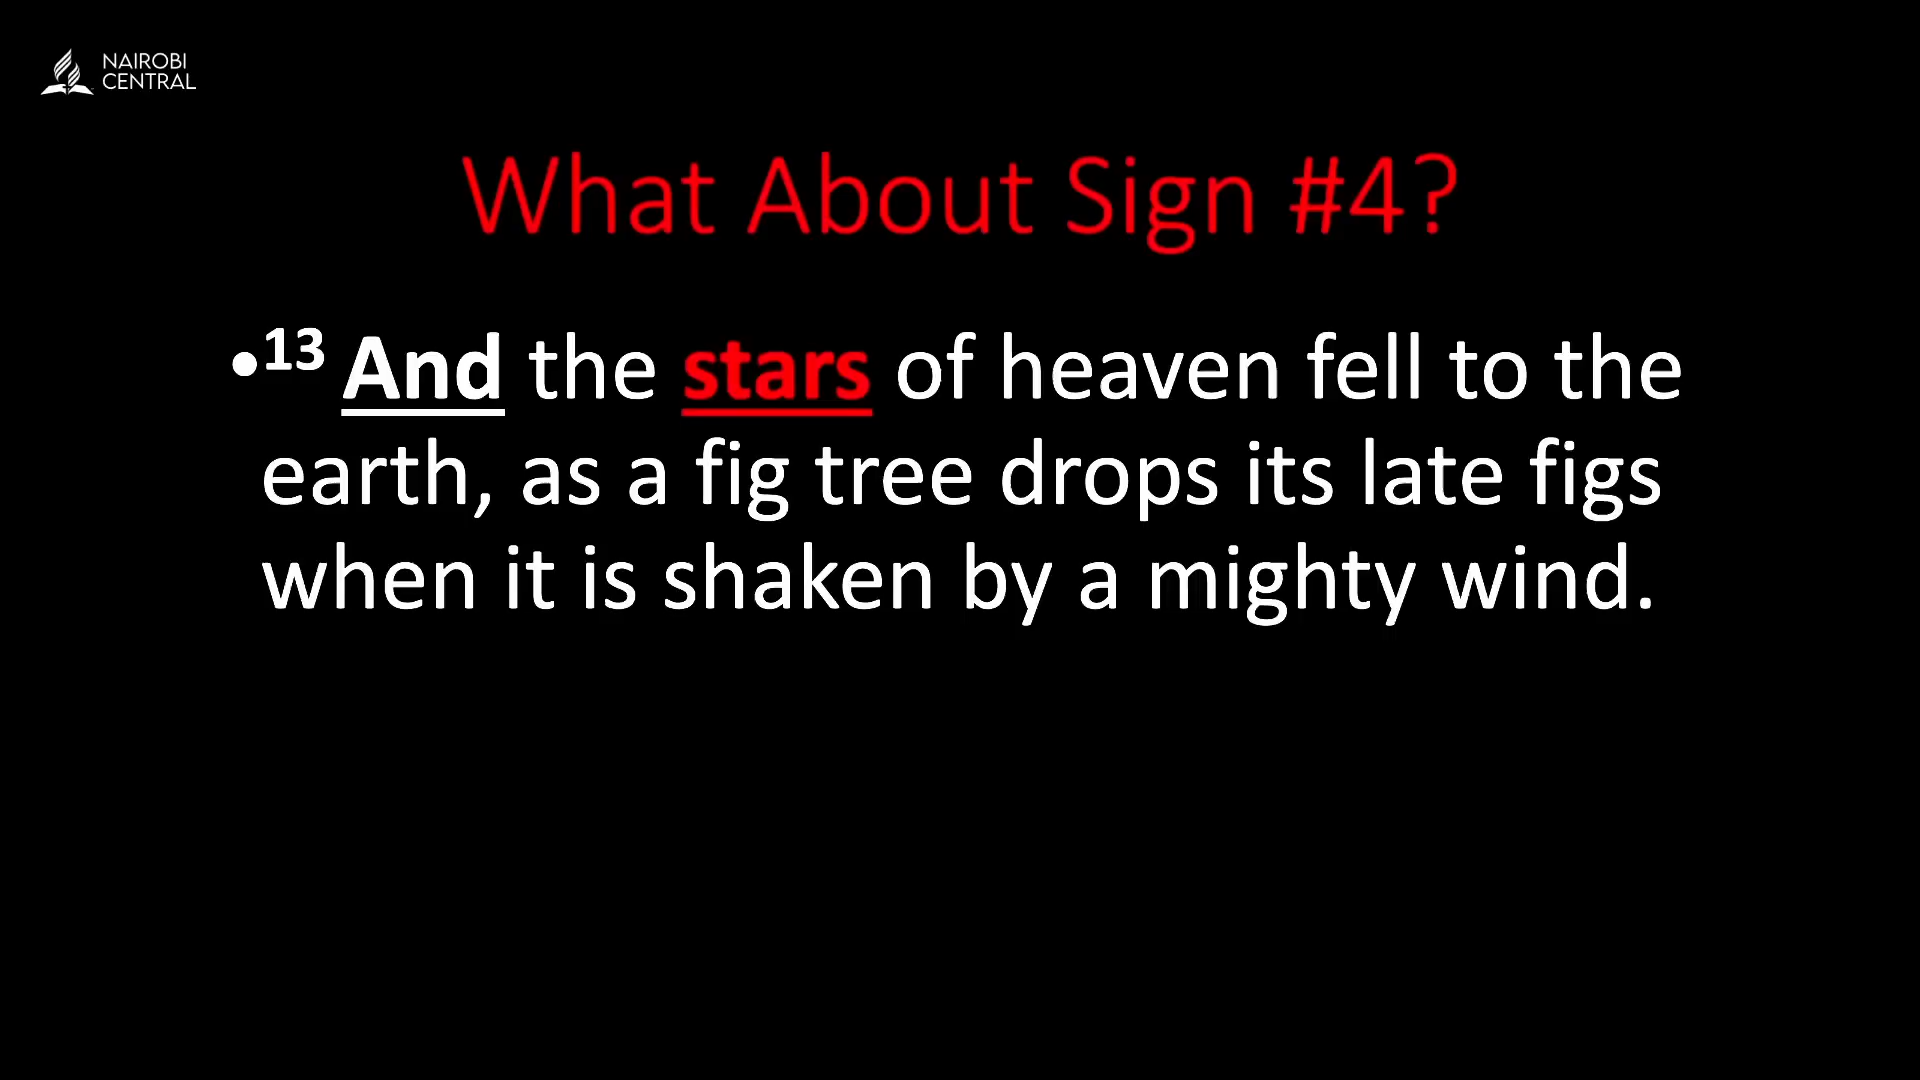 NAIROBI
CENTRAL
What About Sign #4?
•13 And the stars of heaven fell to the
earth, as a fig tree drops its late figs
when it is shaken by a mighty wind.